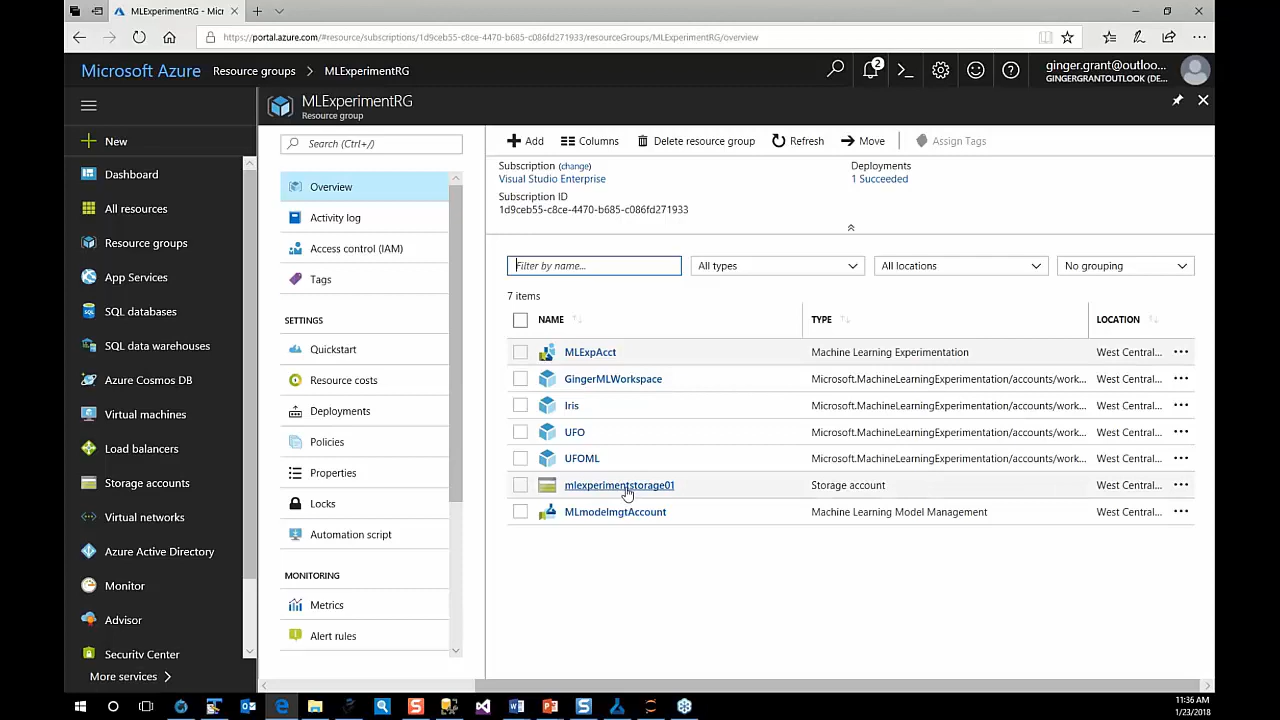 MLExperimentRG - Micr
https://portal.azure.com/#resource/subscriptions/1d9ceb55-c8ce-4470-b685-c086fd271933/resourceGroups/MLExperimentRG/overview
Microsoft Azure Resource groups > MLExperimentRG
2
ginger.grant@outloo...
GINGERGRANTOUTLOOK (DE...
MLExperimentRG
Resource group
New
Dashboard
All resources
Resource groups
App Services
SQL databases
SQL data warehouses
Azure Cosmos DB
Virtual machines
Load balancers
Storage accounts
Virtual networks
Azure Active Directory
Monitor
Advisor
Security Center
More services
Search (Ctrl+/)
Overview
Activity log
Access control (IAM)
Tags
SETTINGS
Quickstart
Resource costs
Deployments
Policies
Properties
Locks
Automation script
MONITORING
Metrics
Alert rules
Add Columns Delete resource group Refresh Move Assign Tags
Subscription (change)
Visual Studio Enterprise
Deployments
1 Succeeded
Subscription ID
1d9ceb55-c8ce-4470-b685-c086fd271933
Filter by name... All types All locations No grouping
7 items
NAME TYPE LOCATION
MLExpAcct Machine Learning Experimentation West Central...
GingerMLWorkspace Microsoft.MachineLearningExperimentation/accounts/work... West Central...
Iris Microsoft.MachineLearningExperimentation/accounts/work... West Central...
UFO Microsoft.MachineLearningExperimentation/accounts/work... West Central...
UFOML Microsoft.MachineLearningExperimentation/accounts/work... West Central...
mlexperimentstorage01 Storage account West Central...
MLmodelmgtAccount Machine Learning Model Management West Central...
11:36 AM
1/23/2018